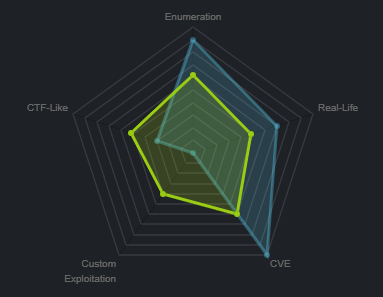 Enumeration
CTF-Like
Real-Life
Custom
Exploitation
CVE